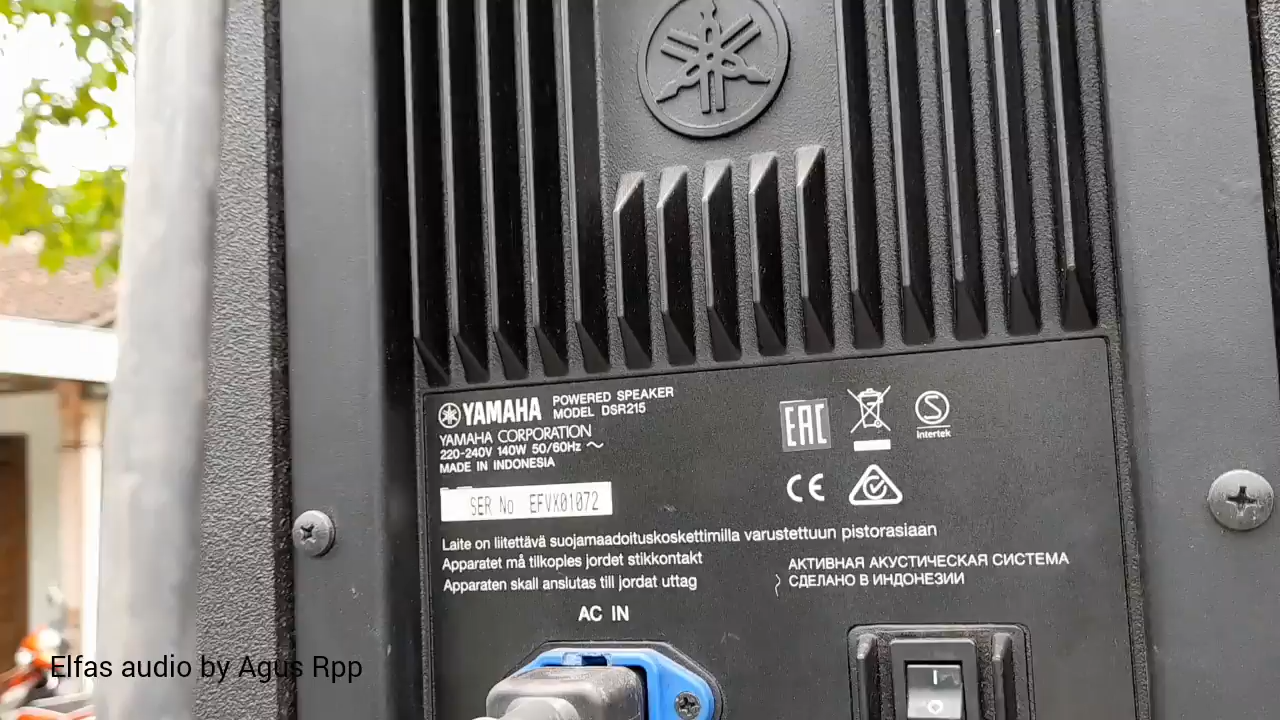 YAMAHA
POWERED SPEAKER
MODEL DSR215
YAMAHA CORPORATION
220-240V 140W 50/60Hz ～
MADE IN INDONESIA
SER No EFVX01072
EAC
Intertek
CE
Laite on liitettävä suojamaadoituskoskettimilla varustettuun pistorasiaan
Apparatet må tilkoples jordet stikkontakt
Apparaten skall anslutas till jordat uttag
АКТИВНАЯ АКУСТИЧЕСКАЯ СИСТЕМА
СДЕЛАНО В ИНДОНЕЗИИ
AC IN
Elfas audio by Agus Rpp